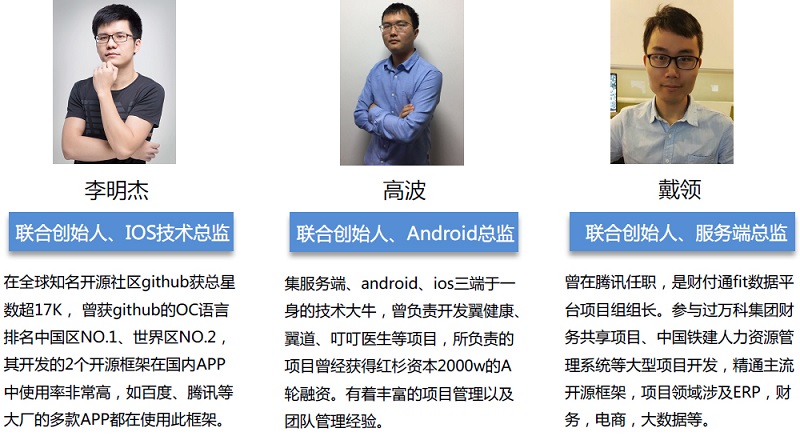 李明杰
联合创始人、IOS技术总监
在全球知名开源社区github获总星
数超17K， 曾获github的OC语言
排名中国区NO.1、世界区NO.2，
其开发的2个开源框架在国内APP
中使用率非常高，如百度、腾讯等
大厂的多款APP都在使用此框架。
高波
联合创始人、Android总监
集服务端、android、ios三端于一
身的技术大牛，曾负责开发翼健康、
翼道、叮叮医生等项目，所负责的
项目曾经获得红杉资本2000w的A
轮融资。有着丰富的项目管理以及
团队管理经验。
戴领
联合创始人、服务端总监
曾在腾讯任职，是财付通fit数据平
台项目组组长。参与过万科集团财
务共享项目、中国铁建人力资源管
理系统等大型项目开发，精通主流
开源框架，项目领域涉及ERP，财
务，电商，大数据等。